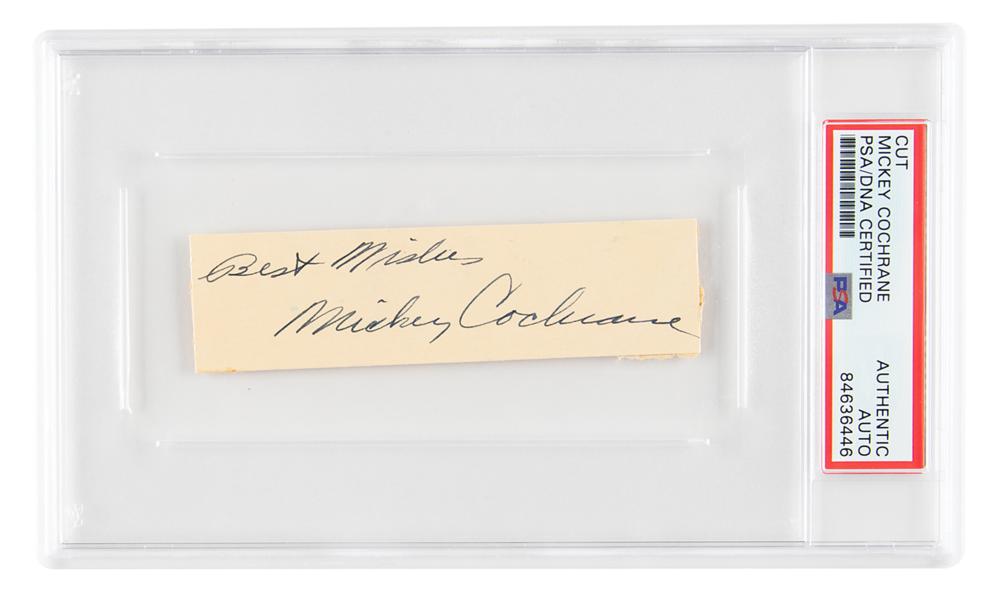 Best Wishes
Mickey Cochrane
CUT
MICKEY COCHRANE
PSA/DNA CERTIFIED
PSA
AUTHENTIC
AUTO
84636446